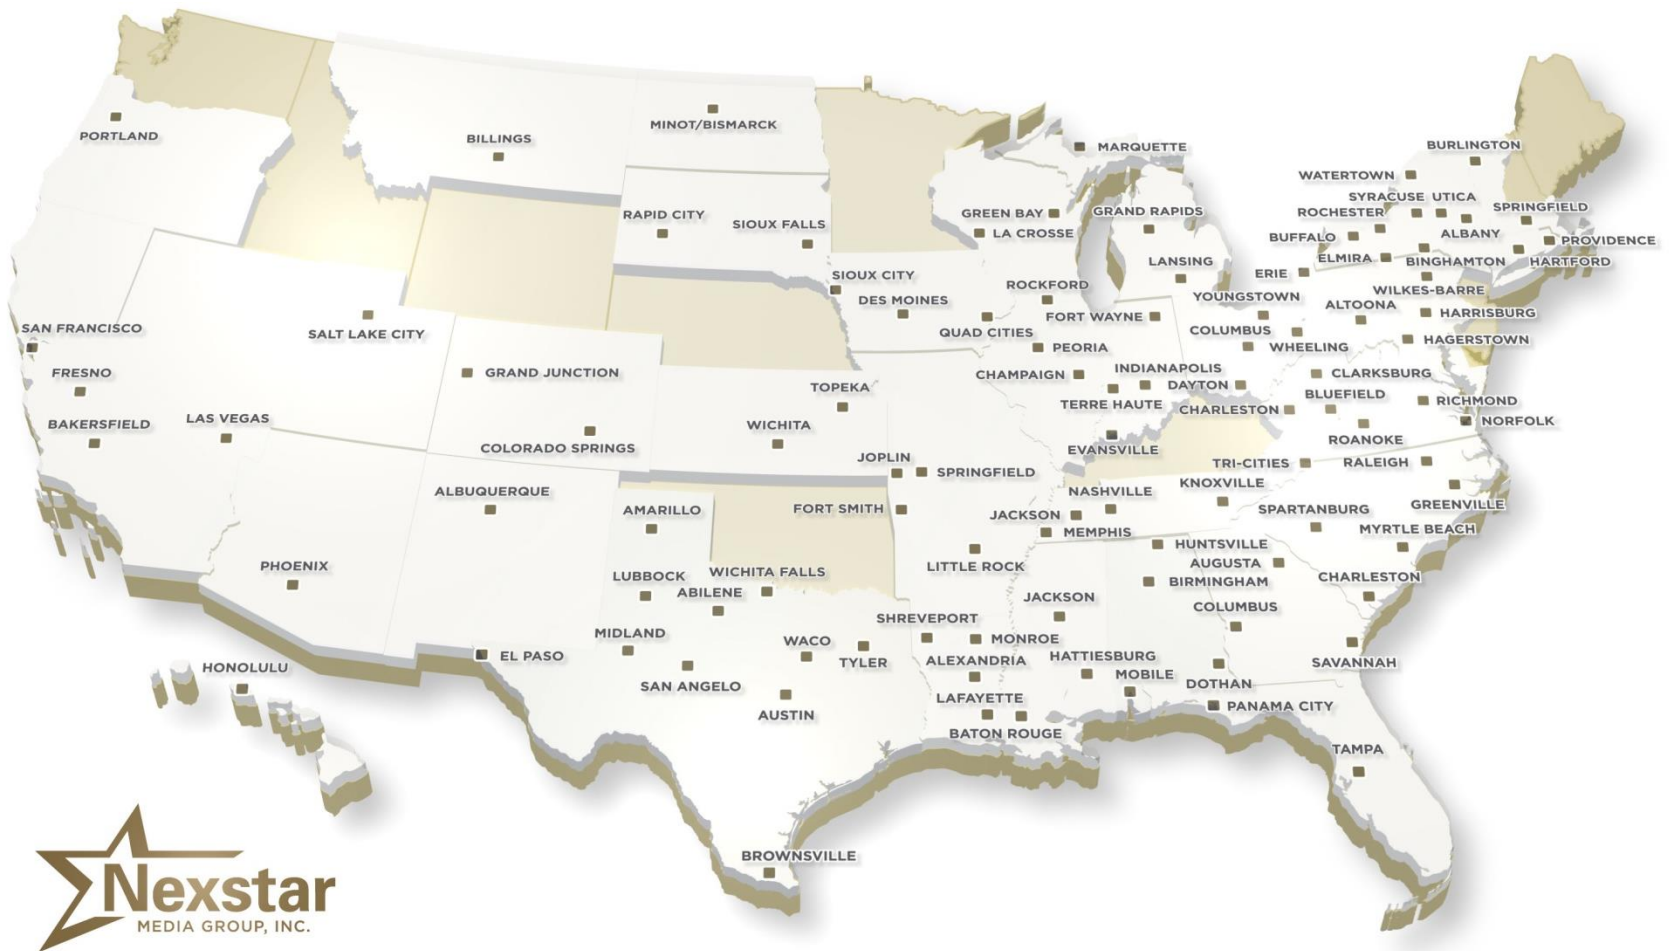 BURLINGTON
MINOT/BISMARCK
PORTLAND
BILLINGS
MARQUETTE
WATERTOWN
SYRACUSE UTICA
SPRINGFIELD
RAPID CITY
SIOUX FALLS
GREEN BAY
GRAND RAPIDS
ROCHESTER
LA CROSSE
BUFFALO
ALBANY
PROVIDENCE
LANSING
ELMIRA
BINGHAMTON
HARTFORD
SIOUX CITY
ERIE
ROCKFORD
WILKES-BARRE
DES MOINES
YOUNGSTOWN
ALTOONA
FORT WAYNE
HARRISBURG
SAN FRANCISCO
SALT LAKE CITY
QUAD CITIES
COLUMBUS
HAGERSTOWN
PEORIA
WHEELING
FRESNO
GRAND JUNCTION
CHAMPAIGN
INDIANAPOLIS
CLARKSBURG
TOPEKA
DAYTON
BLUEFIELD
TERRE HAUTE
CHARLESTON
RICHMOND
BAKERSFIELD
LAS VEGAS
WICHITA
NORFOLK
COLORADO SPRINGS
EVANSVILLE
ROANOKE
JOPLIN
SPRINGFIELD
TRI-CITIES
RALEIGH
ALBUQUERQUE
NASHVILLE
KNOXVILLE
AMARILLO
FORT SMITH
JACKSON
SPARTANBURG
GREENVILLE
MEMPHIS
MYRTLE BEACH
HUNTSVILLE
PHOENIX
LITTLE ROCK
AUGUSTA
LUBBOCK
WICHITA FALLS
BIRMINGHAM
CHARLESTON
ABILENE
JACKSON
COLUMBUS
MIDLAND
WACO
SHREVEPORT
MONROE
EL PASO
TYLER
ALEXANDRIA
HATTIESBURG
SAVANNAH
HONOLULU
SAN ANGELO
MOBILE
DOTHAN
LAFAYETTE
PANAMA CITY
AUSTIN
BATON ROUGE
TAMPA
BROWNSVILLE
Nexstar
MEDIA GROUP, INC.